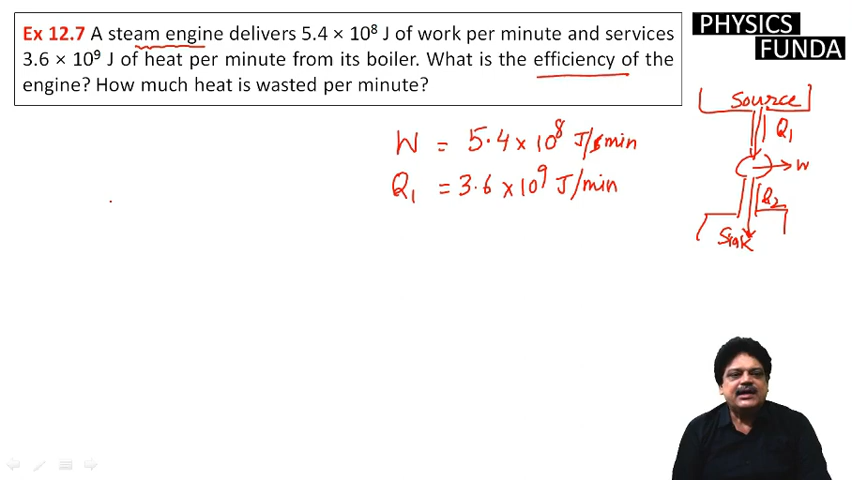 Ex 12.7 A steam engine delivers 5.4 × 10⁸ J of work per minute and services
3.6 × 10⁹ J of heat per minute from its boiler. What is the efficiency of the
engine? How much heat is wasted per minute?
PHYSICS
FUNDA
W = 5.4 × 10⁸ J/min
Q₁ = 3.6 × 10⁹ J/min
Source
Q₁
W
Q₂
Sink